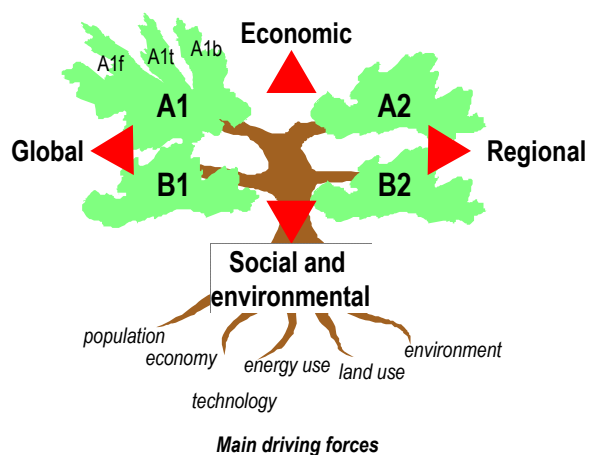 Economic
A1f
A1t
A1b
A1
A2
Global
Regional
B1
B2
Social and
environmental
population
economy
energy use
land use
environment
technology
Main driving forces